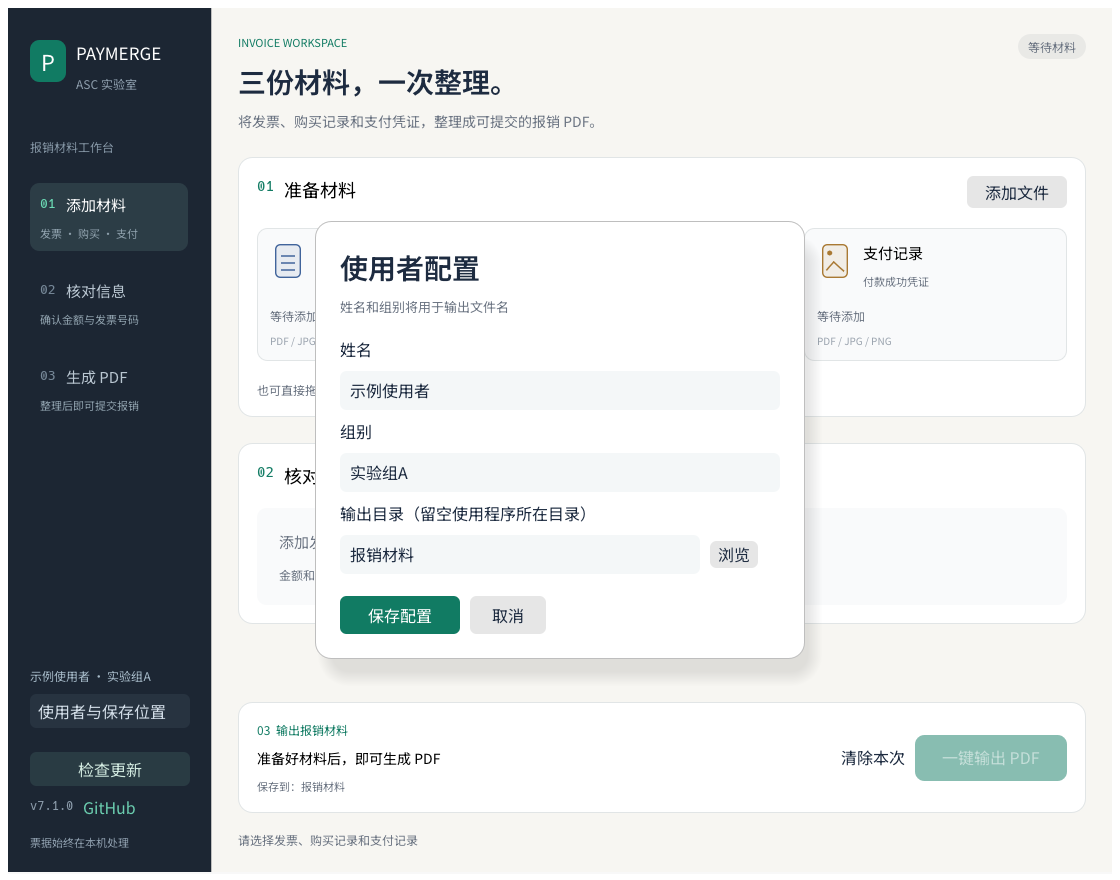 P
PAYMERGE
ASC 实验室
报销材料工作台
01 添加材料
发票 · 购买 · 支付
02 核对信息
确认金额与发票号码
03 生成 PDF
整理后即可提交报销
示例使用者 · 实验组A
使用者与保存位置
检查更新
v7.1.0 GitHub
票据始终在本机处理
INVOICE WORKSPACE
等待材料
三份材料，一次整理。
将发票、购买记录和支付凭证，整理成可提交的报销 PDF。
01 准备材料
添加文件
等待添加
PDF / JPG
支付记录
付款成功凭证
等待添加
PDF / JPG / PNG
也可直接拖
使用者配置
姓名和组别将用于输出文件名
姓名
示例使用者
组别
实验组A
输出目录（留空使用程序所在目录）
报销材料
浏览
保存配置
取消
02 核对
添加发
金额和
03 输出报销材料
准备好材料后，即可生成 PDF
保存到：报销材料
清除本次
一键输出 PDF
请选择发票、购买记录和支付记录